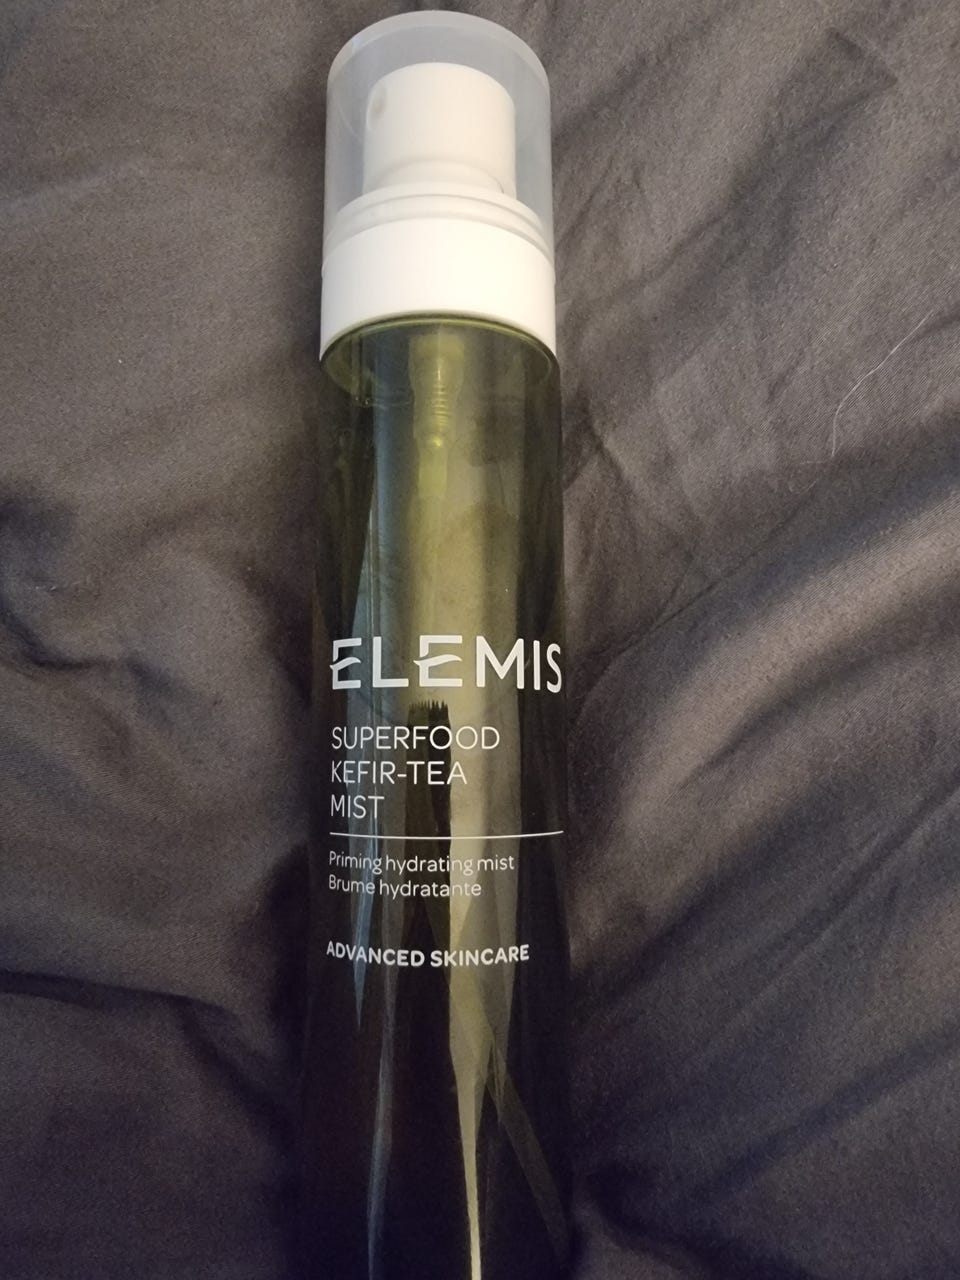 ELEMIS
SUPERFOOD
KEFIR-TEA
MIST
Priming hydrating mist
Brume hydratante
ADVANCED SKINCARE